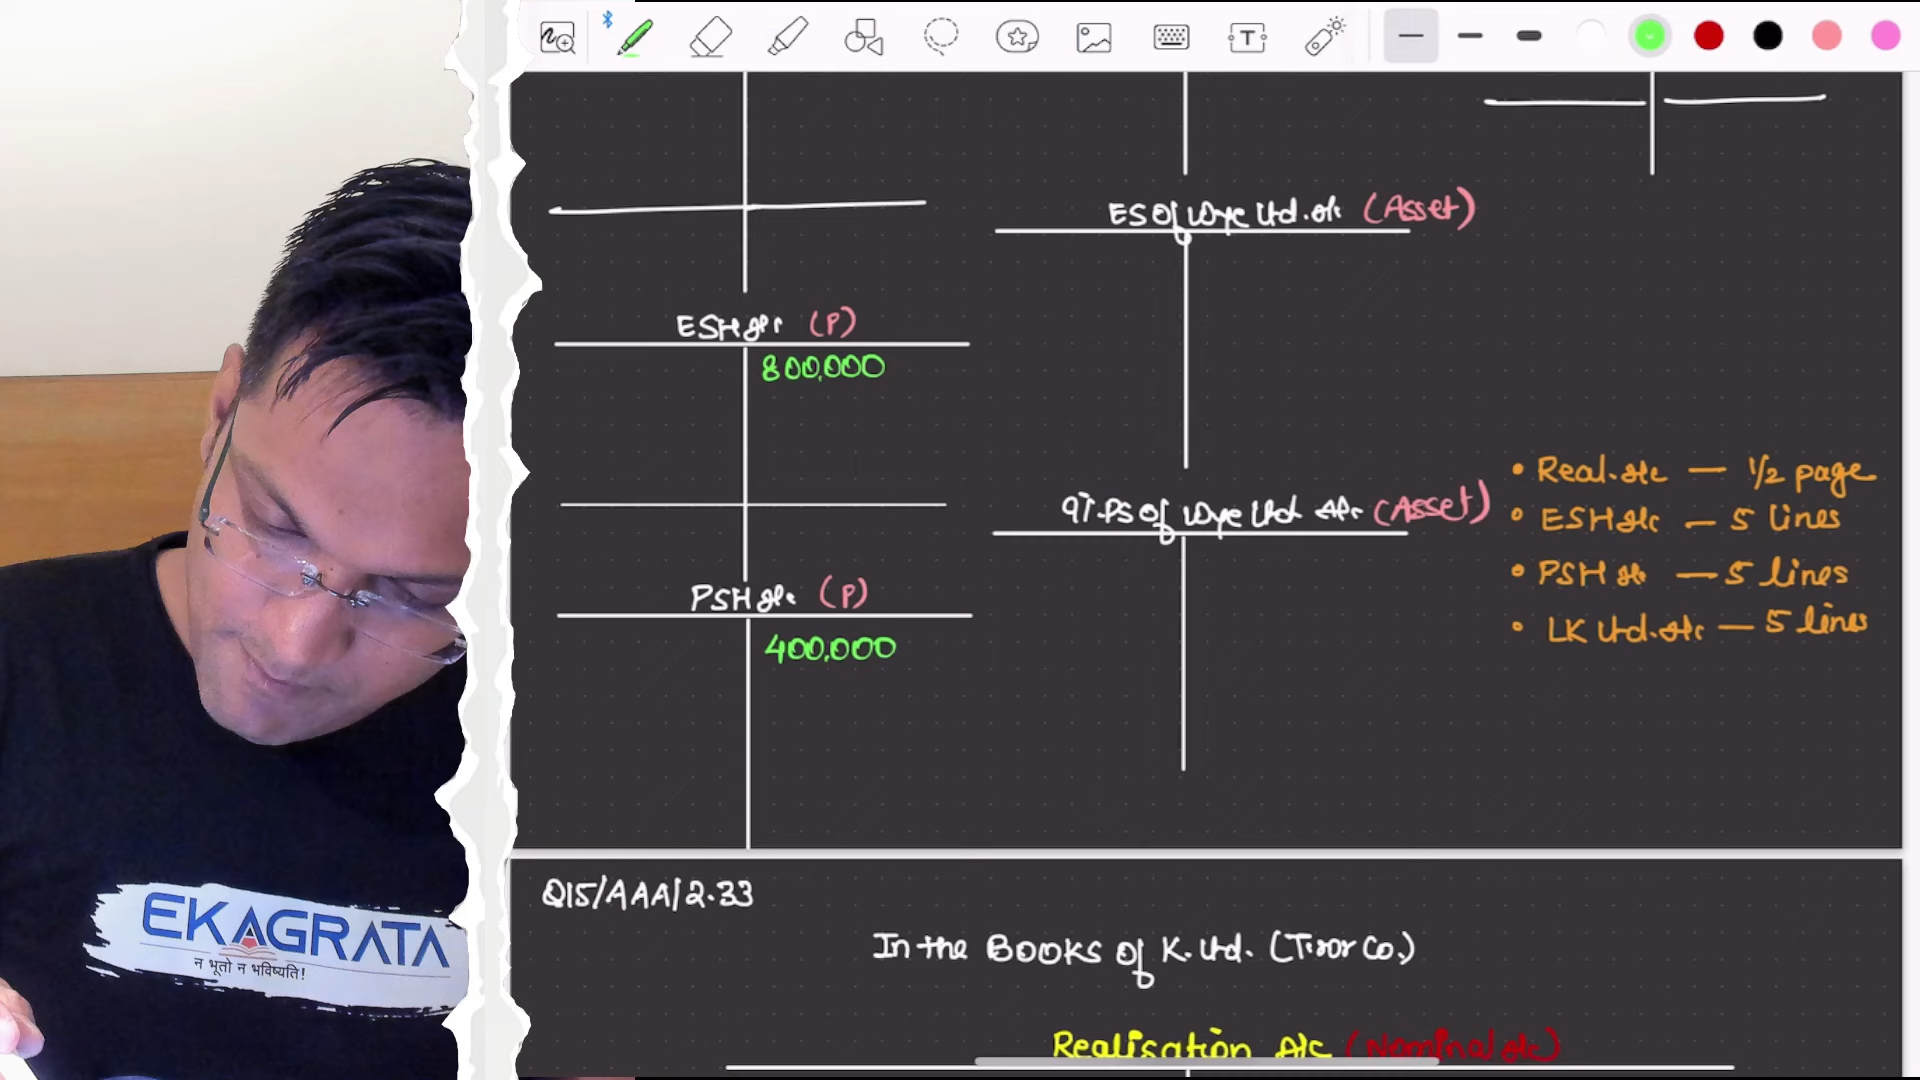 ES Of Wye Ltd. A/c (Asset)
ESH A/c (P)
800,000
9% PS Of Wye Ltd A/c (Asset)
PSH A/c (P)
400,000
• Real. A/c — 1/2 page
• ESH A/c — 5 lines
• PSH A/c — 5 lines
• LK Ltd. A/c — 5 lines
Q15/AAA/2.33
In the Books Of K. Ltd. (T.ror Co.)
Realisation A/c (Nominal A/c)
EKAGRATA
न भूतो न भविष्यति!
T